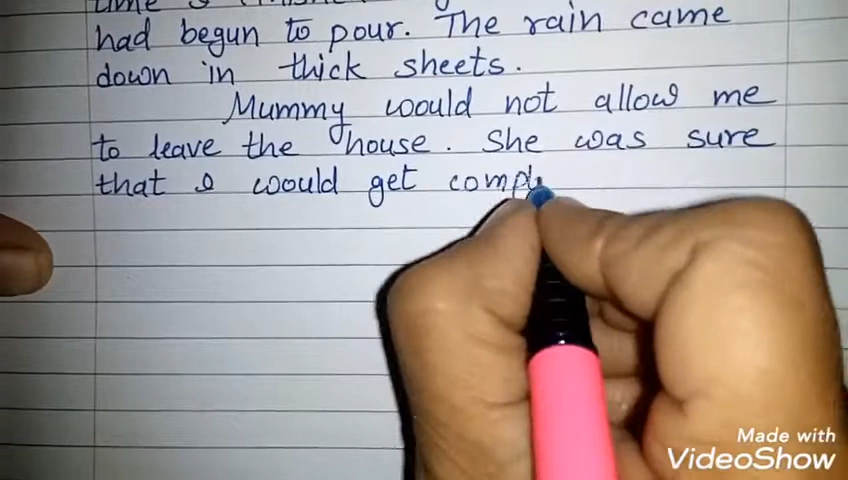 had begun to pour. The rain came
down in thick sheets.
Mummy would not allow me
to leave the house. She was sure
that I would get comp
Made with
VideoShow